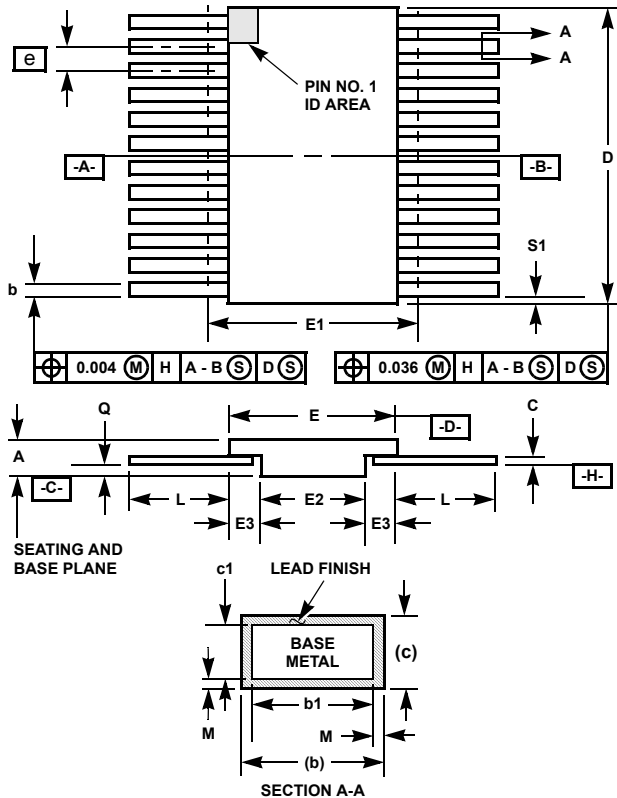 A
e
A
PIN NO. 1
ID AREA
-A-
-B-
D
S1
b
E1
0.004 M H A - B S D S
0.036 M H A - B S D S
Q
E
-D-
C
A
-C-
-H-
L
E2
L
E3
E3
SEATING AND
BASE PLANE
c1
LEAD FINISH
BASE
METAL
(c)
b1
M
M
(b)
SECTION A-A